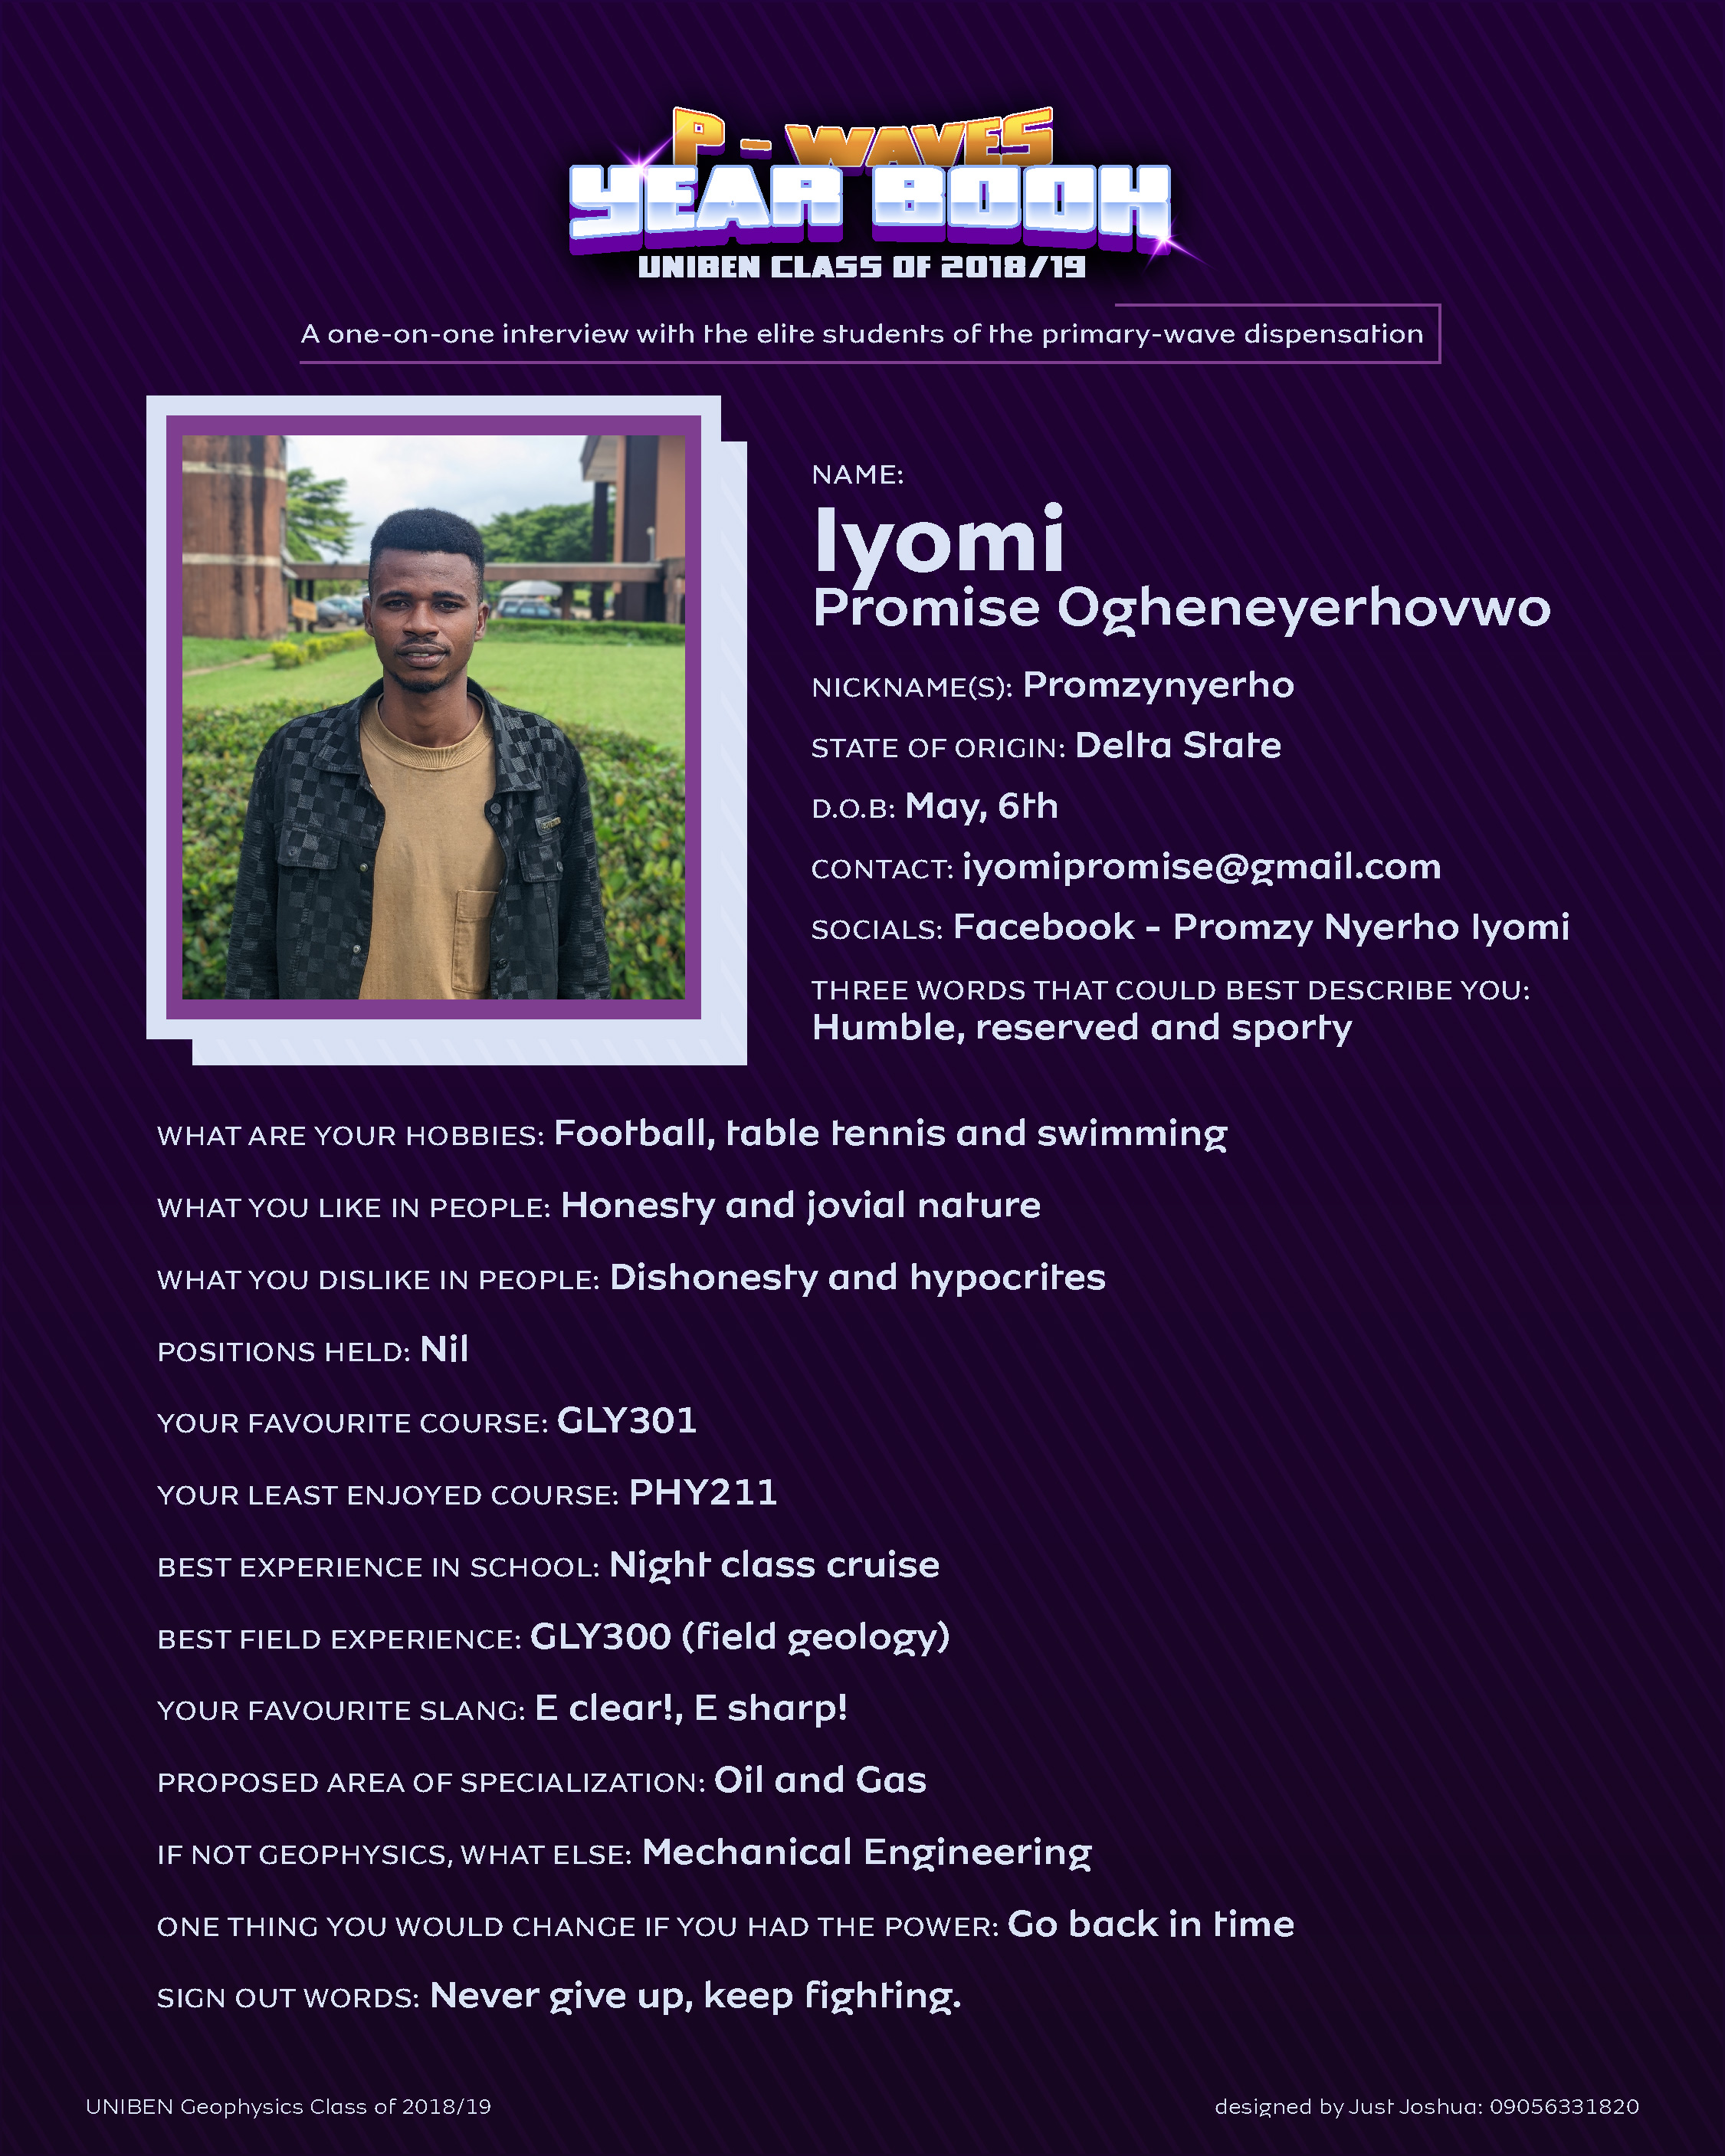 P - WAVES
YEAR BOOK
UNIBEN CLASS OF 2018/19
A one-on-one interview with the elite students of the primary-wave dispensation
NAME:
Iyomi
Promise Ogheneyerhovwo
NICKNAME(S): Promzynyerho
STATE OF ORIGIN: Delta State
D.O.B: May, 6th
CONTACT: iyomipromise@gmail.com
SOCIALS: Facebook - Promzy Nyerho Iyomi
THREE WORDS THAT COULD BEST DESCRIBE YOU:
Humble, reserved and sporty
WHAT ARE YOUR HOBBIES: Football, table tennis and swimming
WHAT YOU LIKE IN PEOPLE: Honesty and jovial nature
WHAT YOU DISLIKE IN PEOPLE: Dishonesty and hypocrites
POSITIONS HELD: Nil
YOUR FAVOURITE COURSE: GLY301
YOUR LEAST ENJOYED COURSE: PHY211
BEST EXPERIENCE IN SCHOOL: Night class cruise
BEST FIELD EXPERIENCE: GLY300 (field geology)
YOUR FAVOURITE SLANG: E clear!, E sharp!
PROPOSED AREA OF SPECIALIZATION: Oil and Gas
IF NOT GEOPHYSICS, WHAT ELSE: Mechanical Engineering
ONE THING YOU WOULD CHANGE IF YOU HAD THE POWER: Go back in time
SIGN OUT WORDS: Never give up, keep fighting.
UNIBEN Geophysics Class of 2018/19
designed by Just Joshua: 09056331820